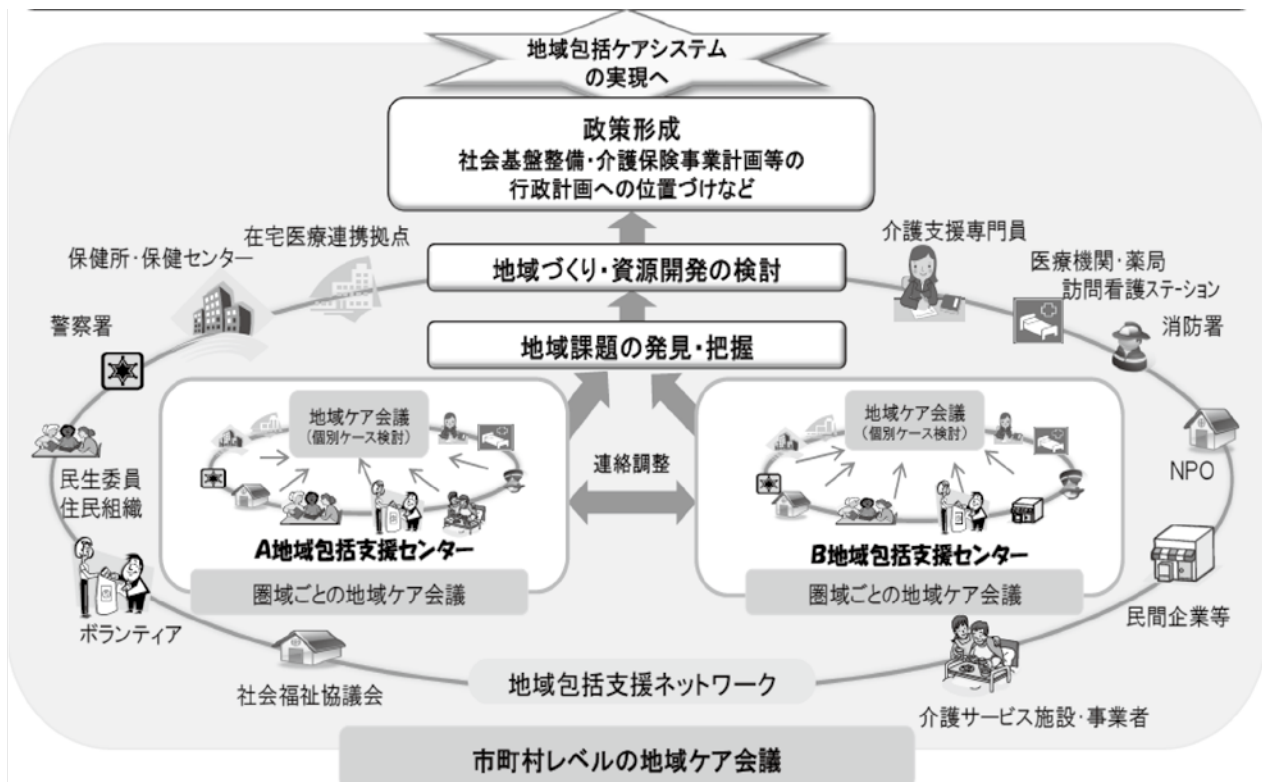 地域包括ケアシステム
の実現へ
政策形成
社会基盤整備・介護保険事業計画等の
行政計画への位置づけなど
在宅医療連携拠点
保健所・保健センター
介護支援専門員
医療機関・薬局
訪問看護ステーション
地域づくり・資源開発の検討
警察署
消防署
地域課題の発見・把握
地域ケア会議
(個別ケース検討)
地域ケア会議
(個別ケース検討)
連絡調整
民生委員
住民組織
NPO
A地域包括支援センター
B地域包括支援センター
圏域ごとの地域ケア会議
圏域ごとの地域ケア会議
ボランティア
民間企業等
社会福祉協議会
地域包括支援ネットワーク
介護サービス施設・事業者
市町村レベルの地域ケア会議